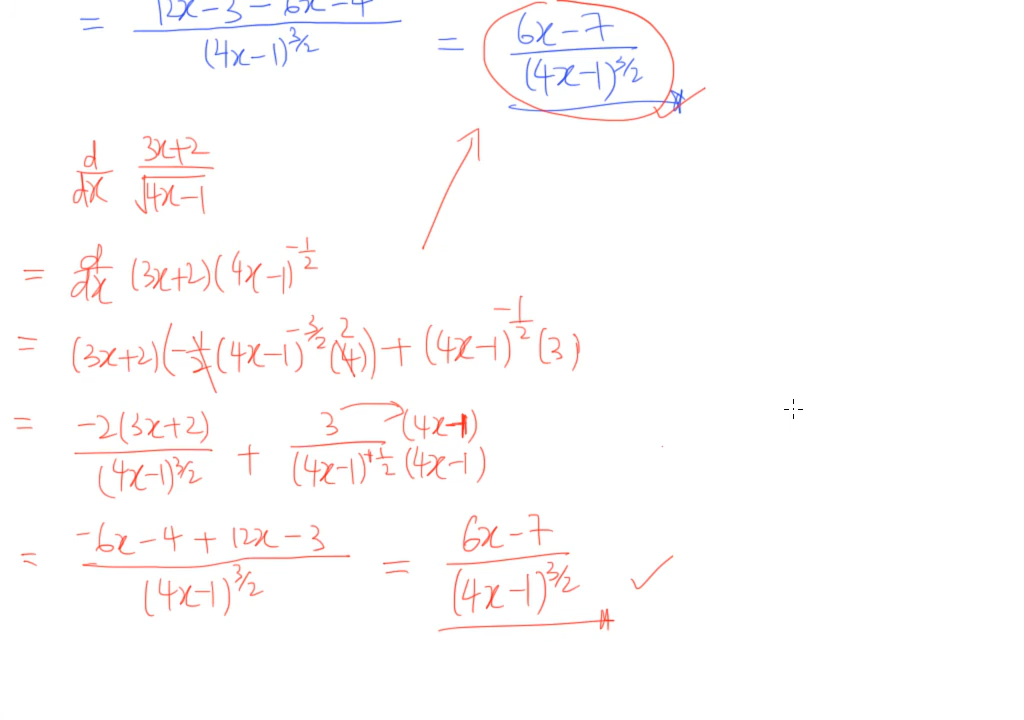 = (12x-3-6x-4)/(4x-1)^{3/2} = (6x-7)/(4x-1)^{3/2}
d/dx (3x+2)/√(4x-1)
= d/dx (3x+2)(4x-1)^{-1/2}
= (3x+2)(-1/2(4x-1)^{-3/2}(4)^2) + (4x-1)^{-1/2}(3)
= -2(3x+2)/(4x-1)^{3/2} + 3(4x-1)/(4x-1)^{+1/2}(4x-1)
= (-6x-4+12x-3)/(4x-1)^{3/2} = (6x-7)/(4x-1)^{3/2}